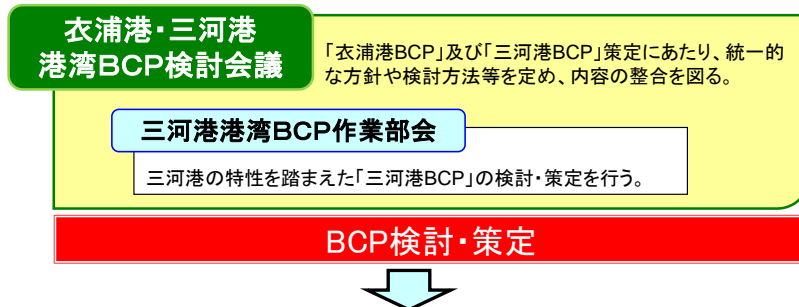 衣浦港・三河港
港湾BCP検討会議
「衣浦港BCP」及び「三河港BCP」策定にあたり、統一的
な方針や検討方法等を定め、内容の整合を図る。
三河港港湾BCP作業部会
三河港の特性を踏まえた「三河港BCP」の検討・策定を行う。
BCP検討・策定